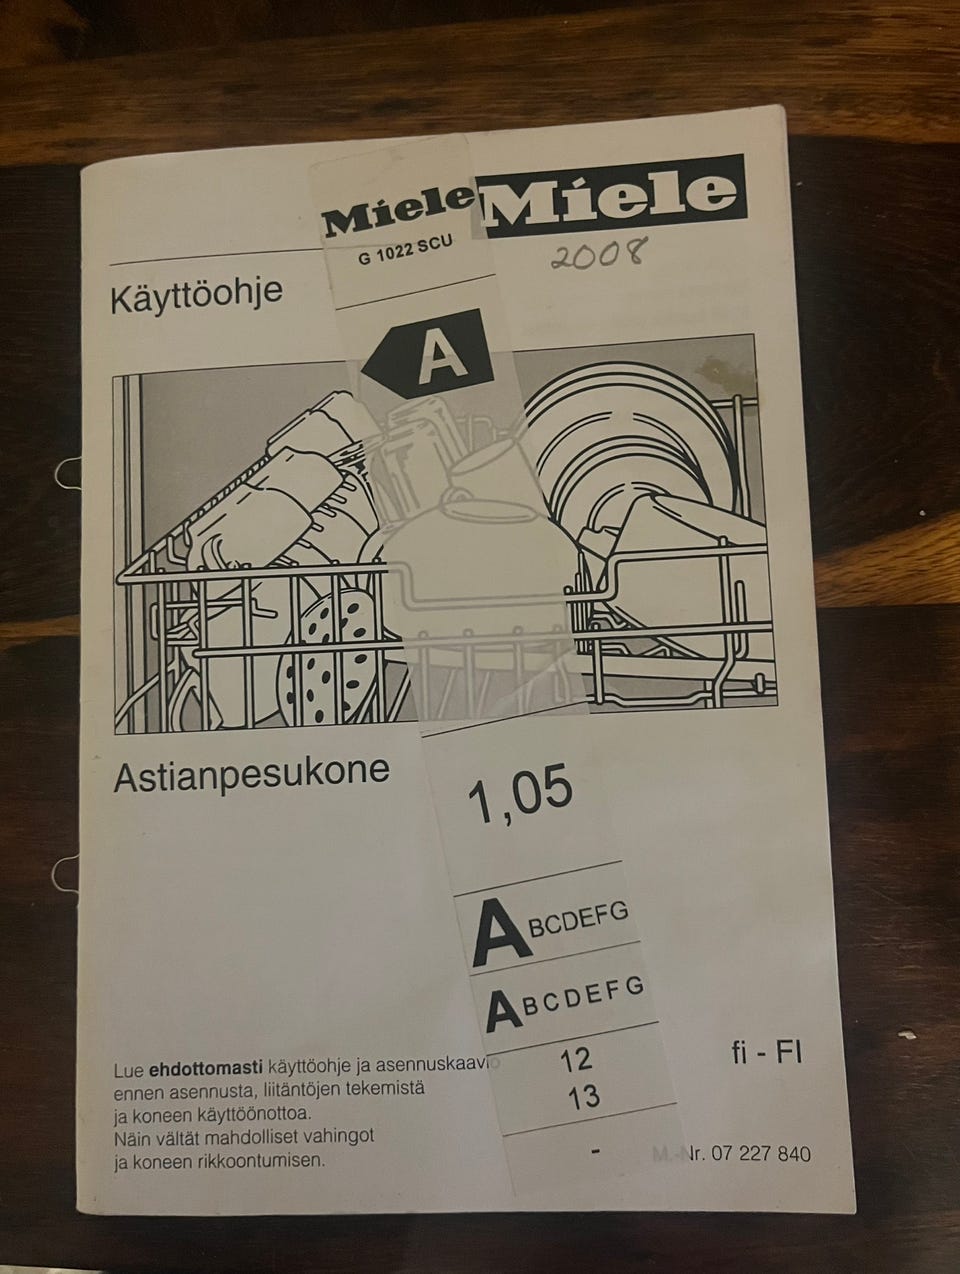 Miele
G 1022 SCU
Miele
2008
Käyttöohje
A
Astianpesukone
1,05
ABCDEFG
ABCDEFG
12
13
-
Lue ehdottomasti käyttöohje ja asennuskaavio
ennen asennusta, liitäntöjen tekemistä
ja koneen käyttöönottoa.
Näin vältät mahdolliset vahingot
ja koneen rikkoontumisen.
fi - FI
M.-Nr. 07 227 840